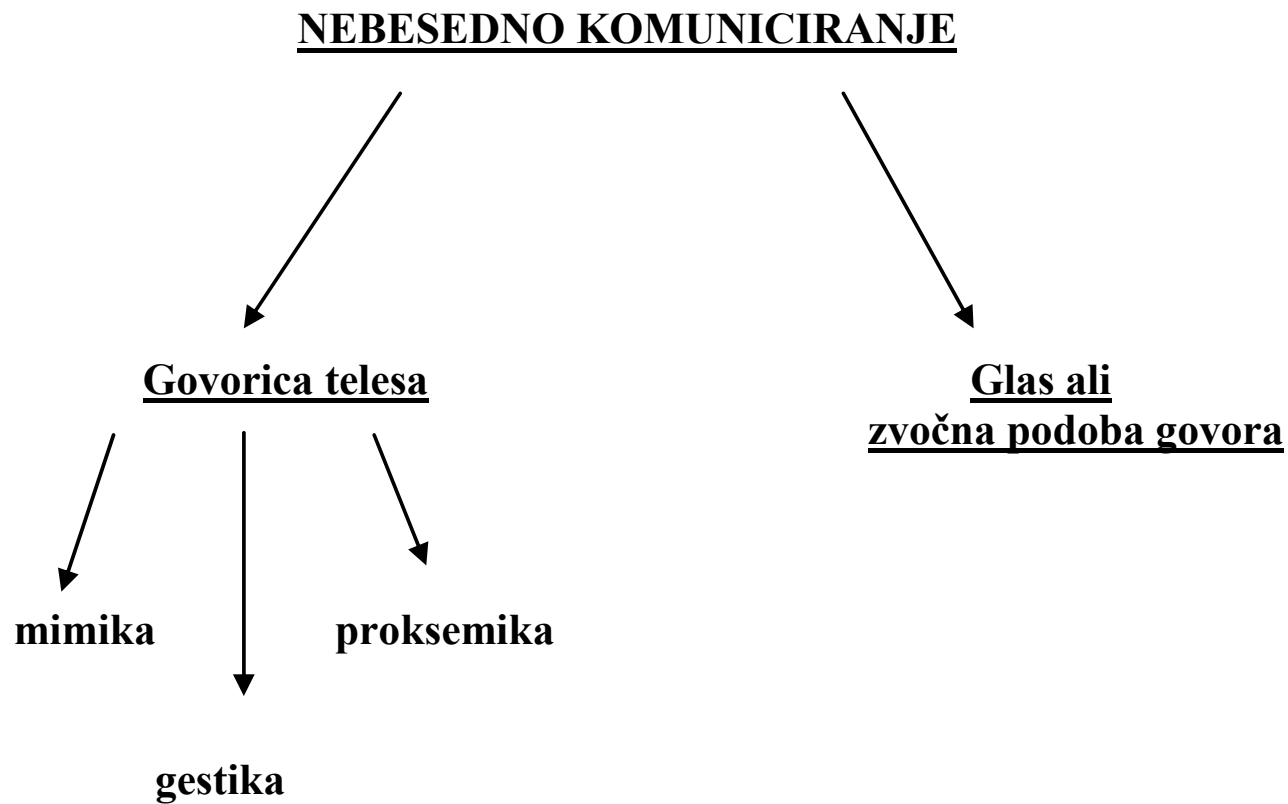 NEBESEDNO KOMUNICIRANJE
Govorica telesa
Glas ali
zvočna podoba govora
mimika
proksemika
gestika